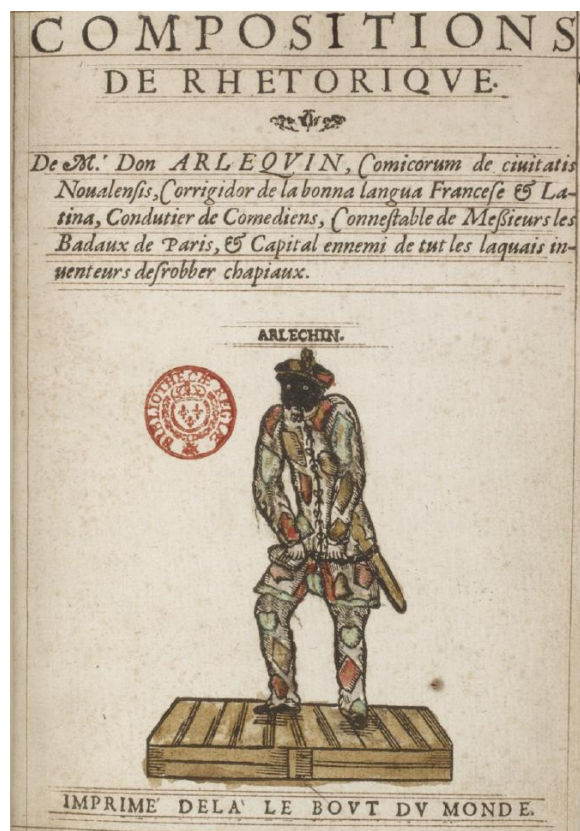 COMPOSITIONS
DE RHETORIQVE.
De M.r Don ARLEQVIN, Comicorum de ciuitatis
Noualensis, Corrigidor de la bonna langua Francese & La-
tina, Condutier de Comediens, Connestable de Messieurs les
Badaux de Paris, & Capital ennemi de tut les laquais in-
uenteurs desrobber chapiaux.
ARLECHIN.
BIBLIOTHECÆ REGIÆ
IMPRIME' DELA' LE BOVT DV MONDE.